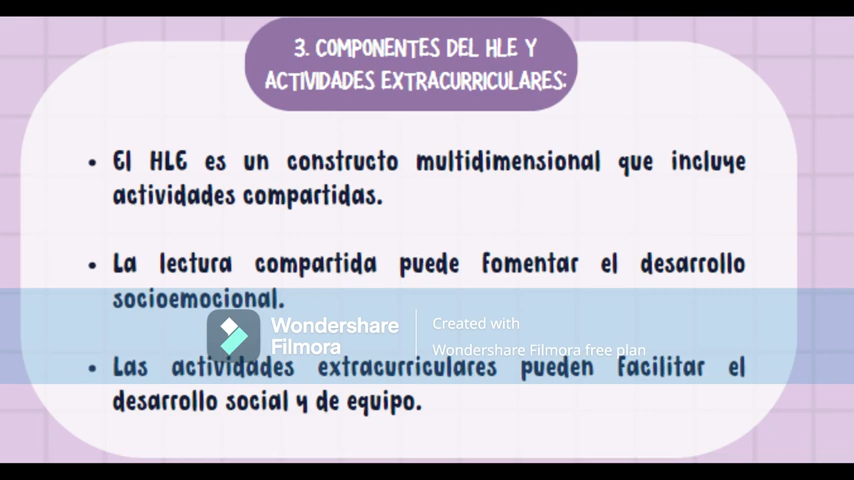 3. COMPONENTES DEL HLE Y
ACTIVIDADES EXTRACURRICULARES:
El HLE es un constructo multidimensional que incluye
actividades compartidas.
La lectura compartida puede fomentar el desarrollo
socioemocional.
Wondershare
Filmora
Created with
Wondershare Filmora free plan
Las actividades extracurriculares pueden facilitar el
desarrollo social y de equipo.